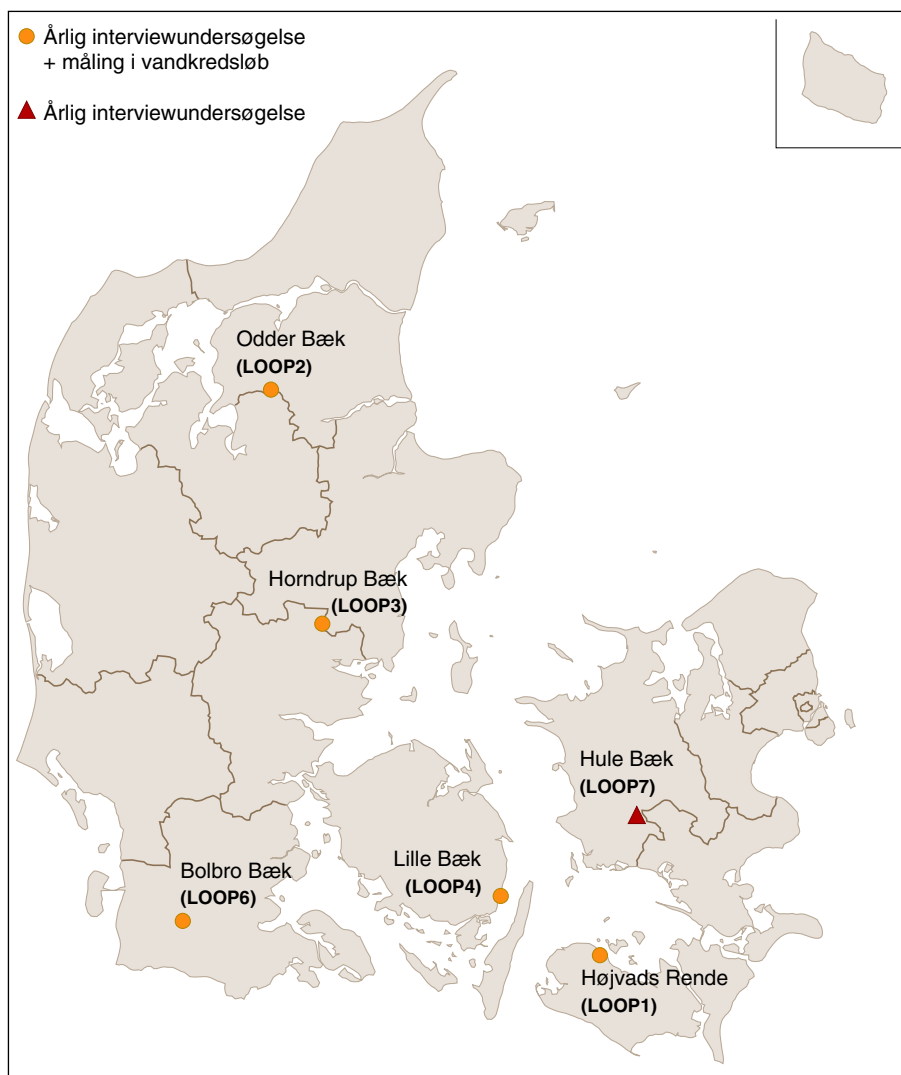 Årlig interviewundersøgelse
+ måling i vandkredsløb
Årlig interviewundersøgelse
Odder Bæk
(LOOP2)
Horndrup Bæk
(LOOP3)
Hule Bæk
(LOOP7)
Lille Bæk
(LOOP4)
Bolbro Bæk
(LOOP6)
Højvads Rende
(LOOP1)